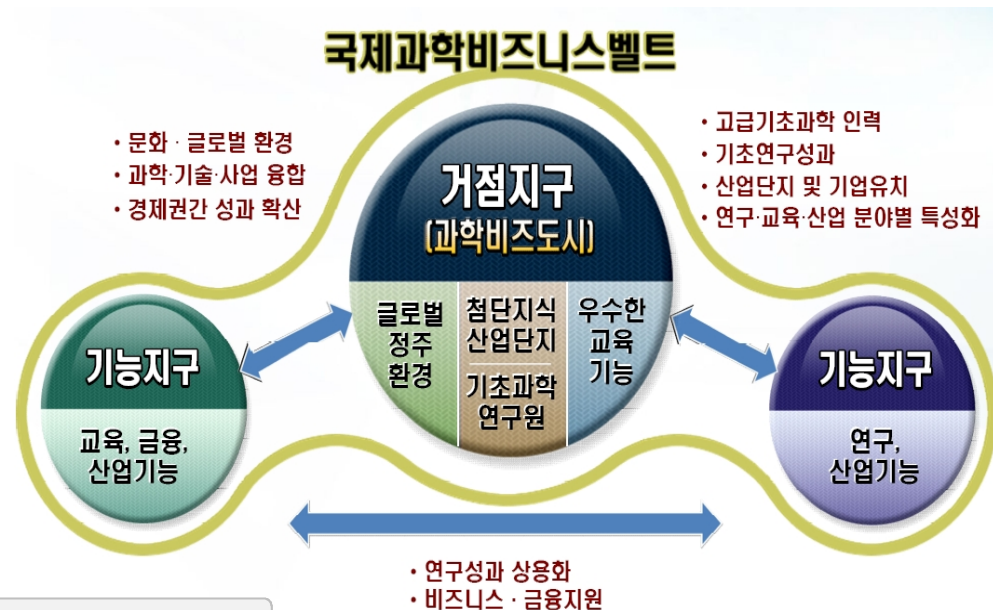 국제과학비즈니스벨트
• 문화 · 글로벌 환경
• 과학·기술·사업 융합
• 경제권간 성과 확산
• 고급기초과학 인력
• 기초연구성과
• 산업단지 및 기업유치
• 연구·교육·산업 분야별 특성화
거점지구
(과학비즈도시)
글로벌
정주
환경
첨단지식
산업단지
기초과학
연구원
우수한
교육
기능
기능지구
교육, 금융,
산업기능
기능지구
연구,
산업기능
• 연구성과 상용화
• 비즈니스 · 금융지원